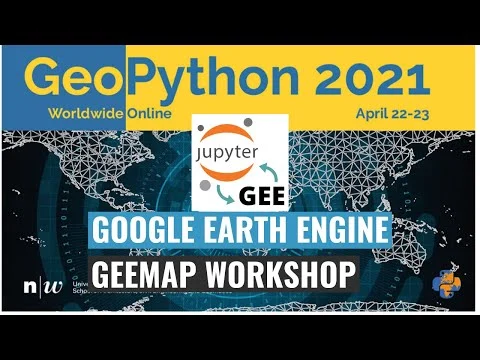 GeoPython 2021
Worldwide Online April 22-23
jupyter
GEE
GOOGLE EARTH ENGINE
GEEMAP WORKSHOP
n|w